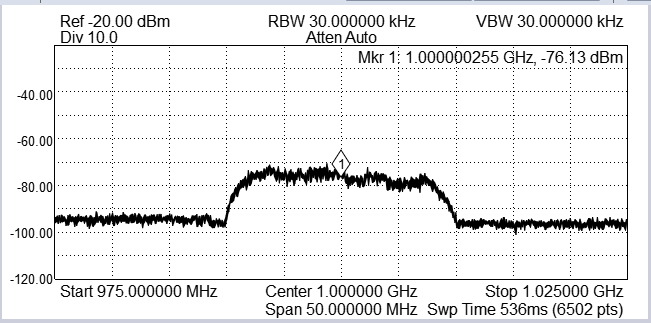 Ref -20.00 dBm RBW 30.000000 kHz VBW 30.000000 kHz
Div 10.0 Atten Auto
Mkr 1: 1.000000255 GHz, -76.13 dBm
-40.00
-60.00
1
-80.00
-100.00
-120.00
Start 975.000000 MHz Center 1.000000 GHz Stop 1.025000 GHz
Span 50.000000 MHz Swp Time 536ms (6502 pts)